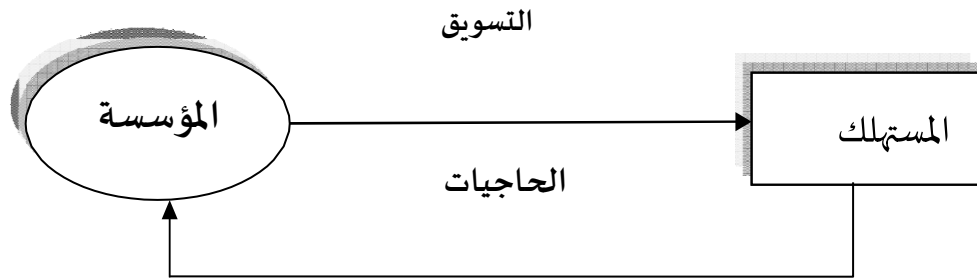 التسويق
المؤسسة
المستهلك
الحاجيات